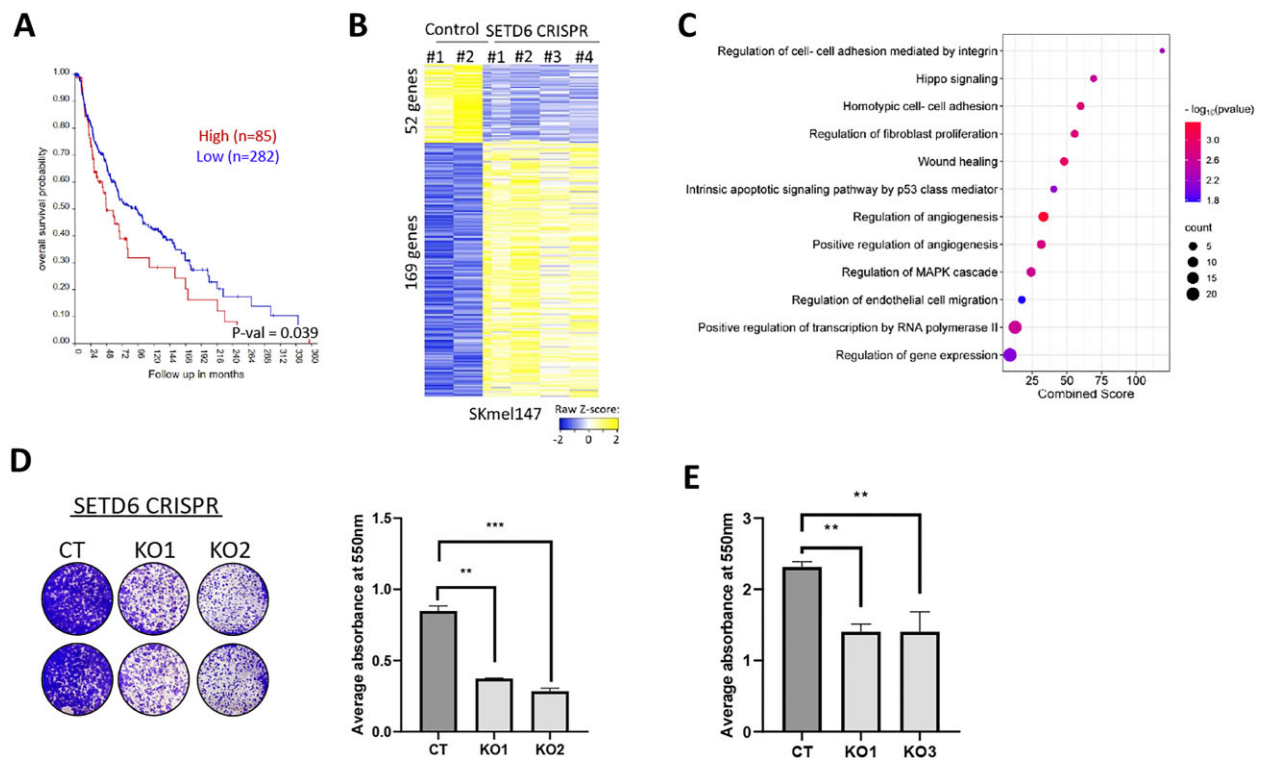 A
1.00
0.90
0.80
0.70
0.60
0.50
0.40
0.30
0.20
0.10
0.00
overall survival probability
High (n=85)
Low (n=282)
P-val = 0.039
0 24 48 72 96 120 144 168 192 216 240 264 288 312 336 360
Follow up in months
B
Control SETD6 CRISPR
#1 #2 #1 #2 #3 #4
52 genes
169 genes
SKmel147
Raw Z-score:
-2 0 2
C
Regulation of cell- cell adhesion mediated by integrin
Hippo signaling
Homotypic cell- cell adhesion
Regulation of fibroblast proliferation
Wound healing
Intrinsic apoptotic signaling pathway by p53 class mediator
Regulation of angiogenesis
Positive regulation of angiogenesis
Regulation of MAPK cascade
Regulation of endothelial cell migration
Positive regulation of transcription by RNA polymerase II
Regulation of gene expression
25 50 75 100
Combined Score
- log10(pvalue)
3.0
2.6
2.2
1.8
count
5
10
15
20
D
SETD6 CRISPR
CT KO1 KO2
Average absorbance at 550nm
1.5
1.0
0.5
0.0
***
**
CT KO1 KO2
E
Average absorbance at 550nm
3
2
1
0
**
**
CT KO1 KO3